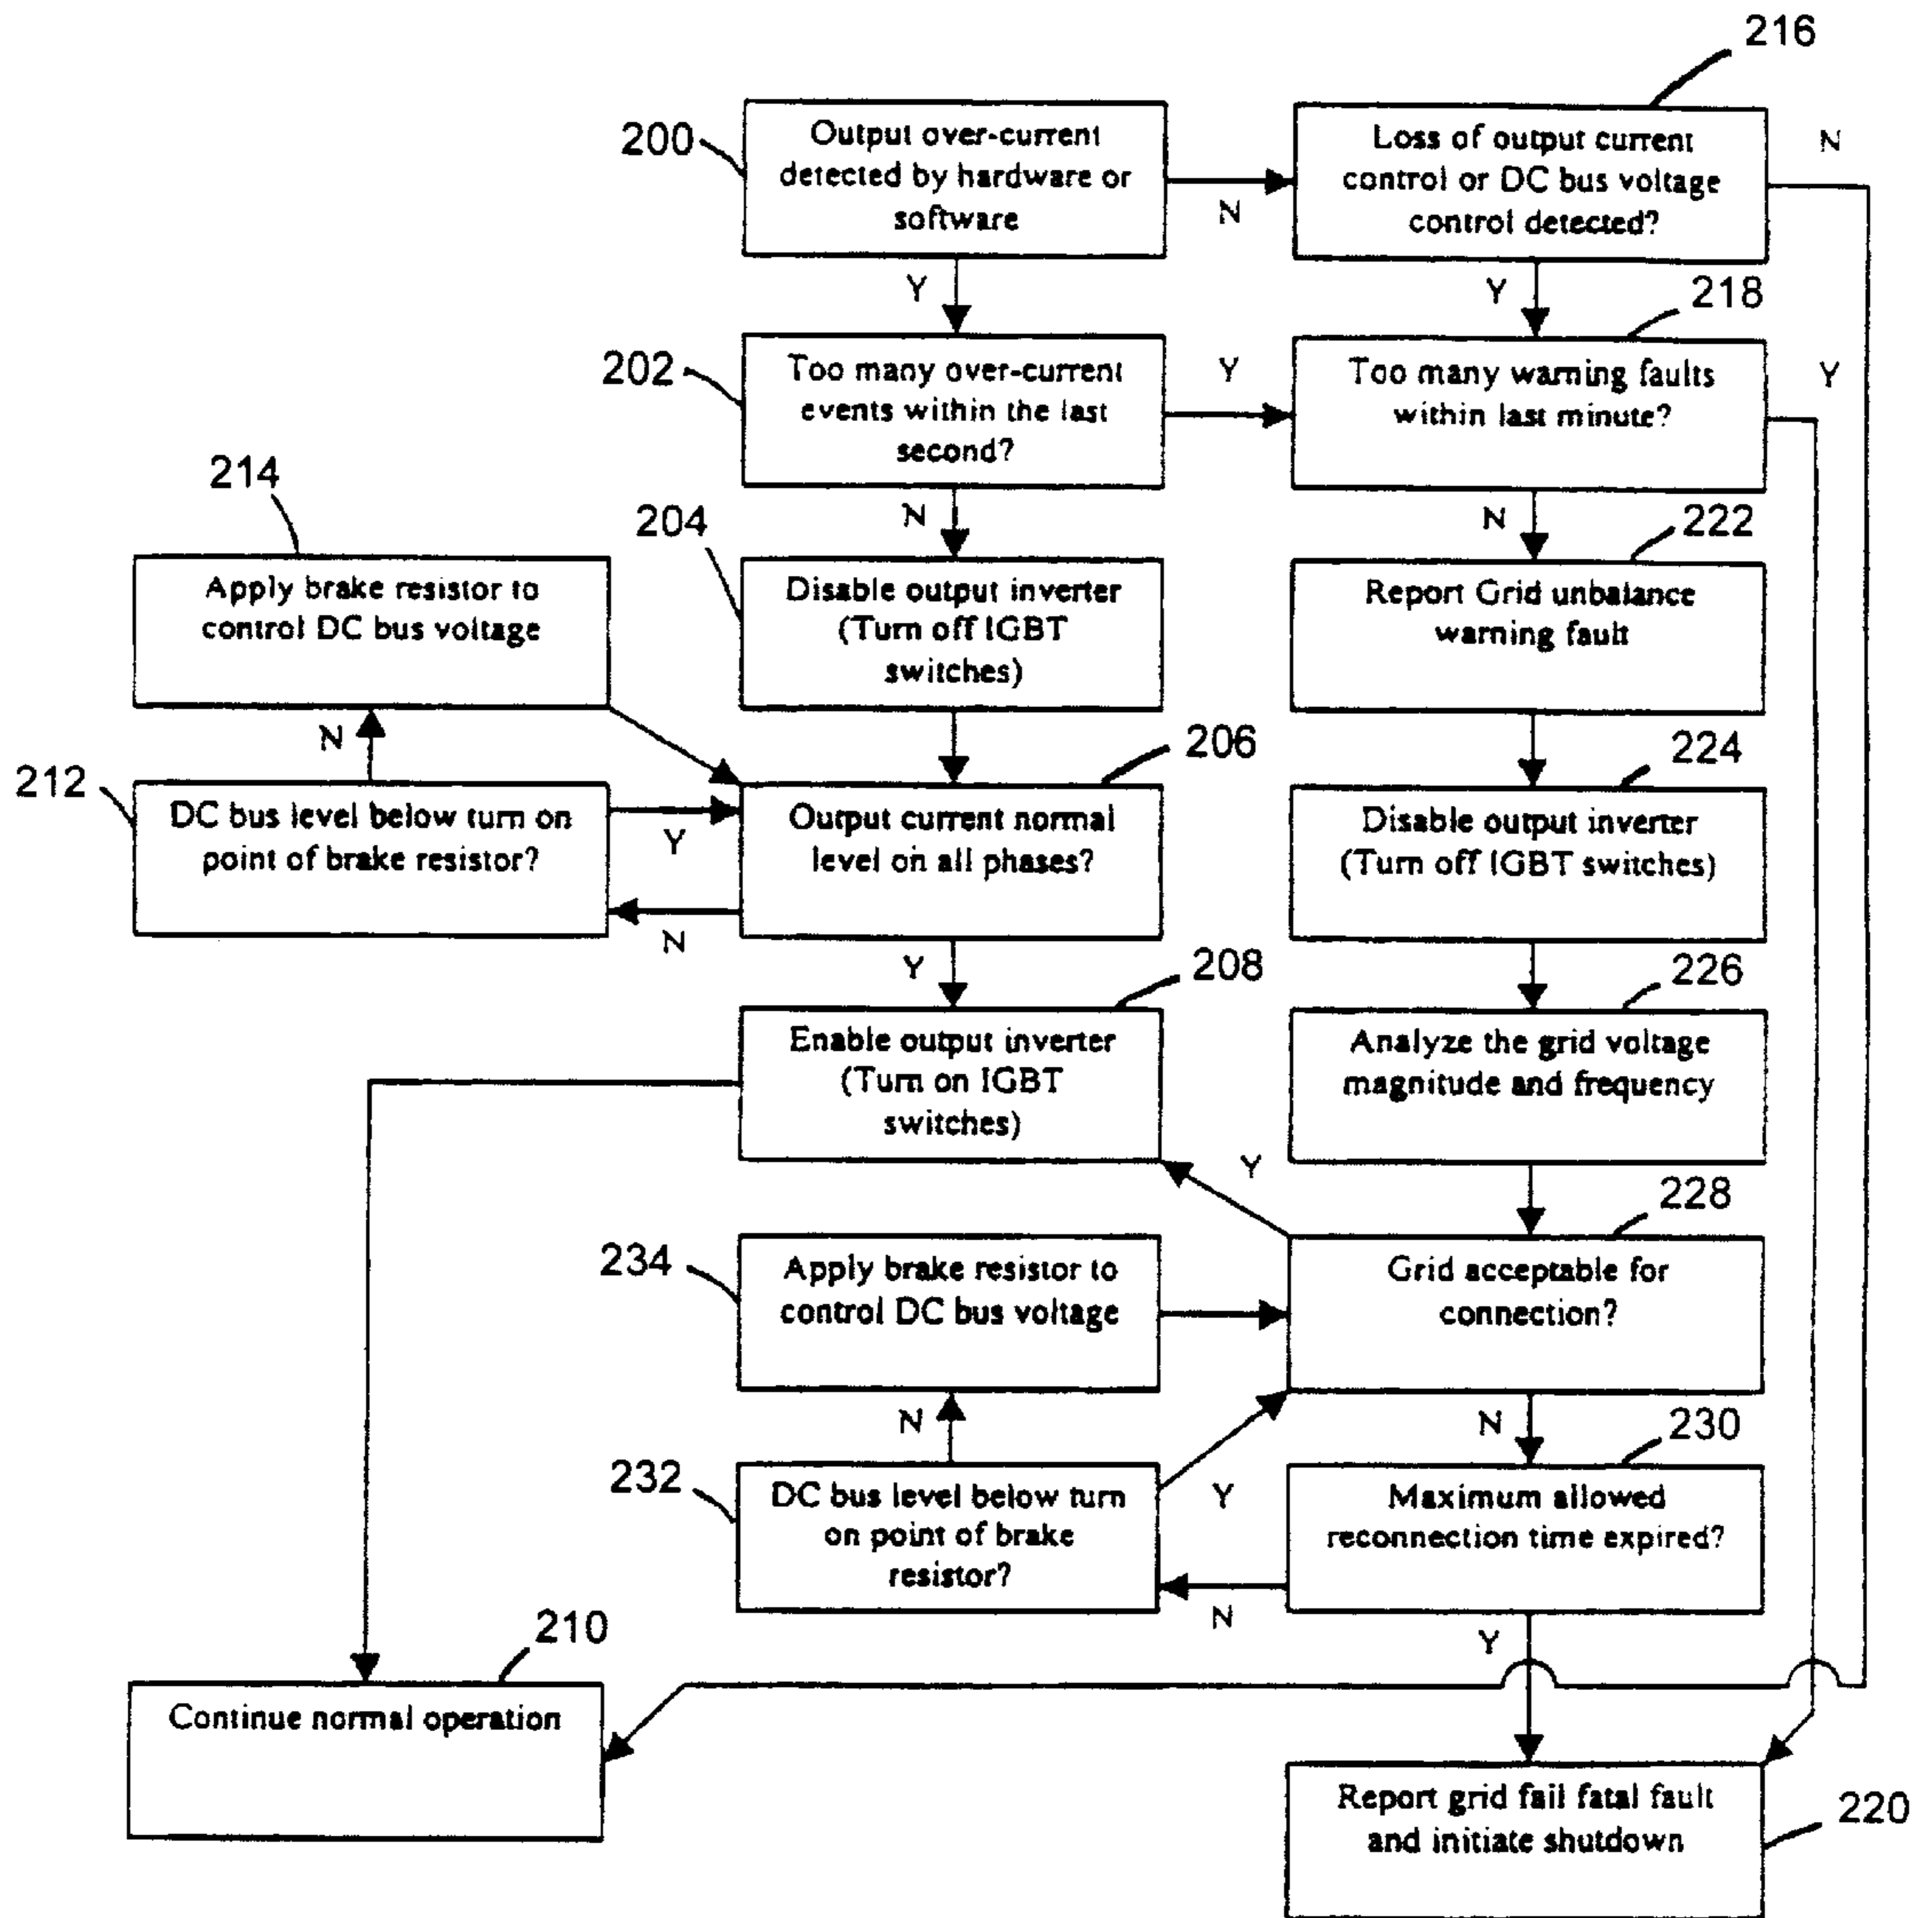 216
200
Output over-current
detected by hardware or
software
N
Loss of output current
control or DC bus voltage
control detected?
N
Y
Y
218
202
Too many over-current
events within the last
second?
Y
Too many warning faults
within last minute?
Y
214
204
N
N
222
Apply brake resistor to
control DC bus voltage
Disable output inverter
(Turn off IGBT
switches)
Report Grid unbalance
warning fault
N
206
224
212
DC bus level below turn on
point of brake resistor?
Y
N
Output current normal
level on all phases?
Disable output inverter
(Turn off IGBT switches)
Y
208
226
Enable output inverter
(Turn on IGBT
switches)
Analyze the grid voltage
magnitude and frequency
Y
228
234
Apply brake resistor to
control DC bus voltage
Grid acceptable for
connection?
N
N
230
232
DC bus level below turn
on point of brake
resistor?
Y
N
Maximum allowed
reconnection time expired?
Y
210
Continue normal operation
Report grid fail fatal fault
and initiate shutdown
220